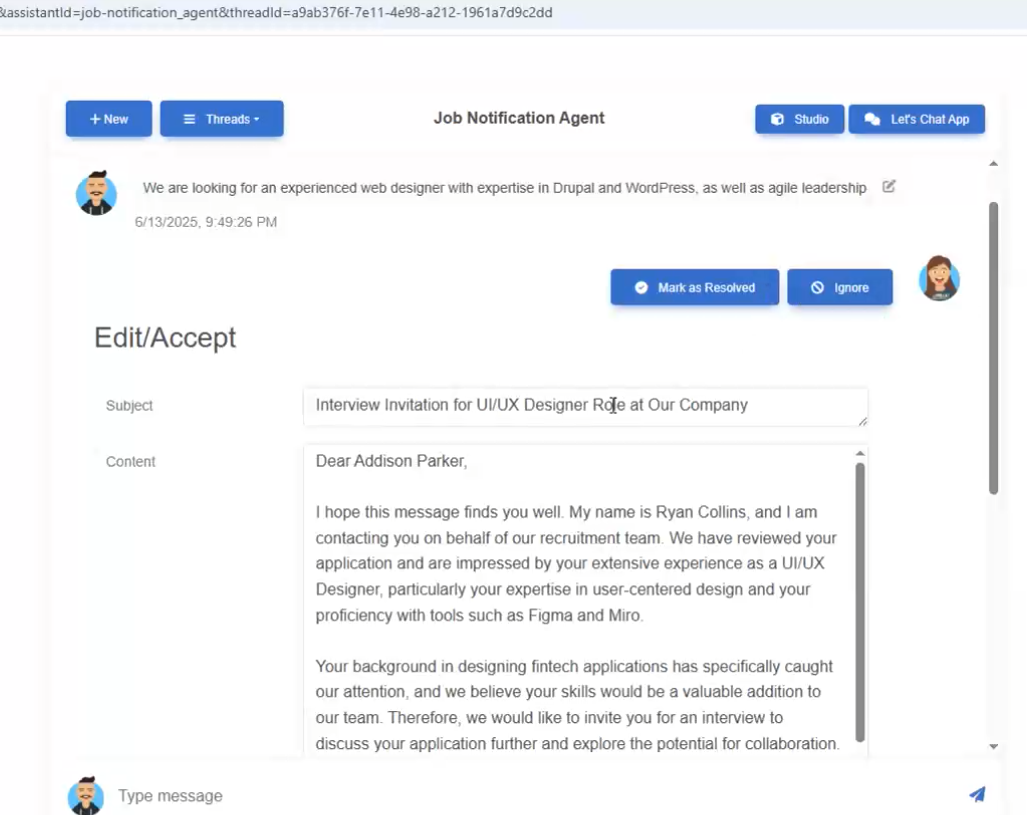 &assistantId=job-notification_agent&threadId=a9ab376f-7e11-4e98-a212-1961a7d9c2dd
+ New
Threads
Job Notification Agent
Studio
Let's Chat App
We are looking for an experienced web designer with expertise in Drupal and WordPress, as well as agile leadership
6/13/2025, 9:49:26 PM
Mark as Resolved
Ignore
Edit/Accept
Subject
Interview Invitation for UI/UX Designer Role at Our Company
Content
Dear Addison Parker,
I hope this message finds you well. My name is Ryan Collins, and I am
contacting you on behalf of our recruitment team. We have reviewed your
application and are impressed by your extensive experience as a UI/UX
Designer, particularly your expertise in user-centered design and your
proficiency with tools such as Figma and Miro.
Your background in designing fintech applications has specifically caught
our attention, and we believe your skills would be a valuable addition to
our team. Therefore, we would like to invite you for an interview to
discuss your application further and explore the potential for collaboration.
Type message